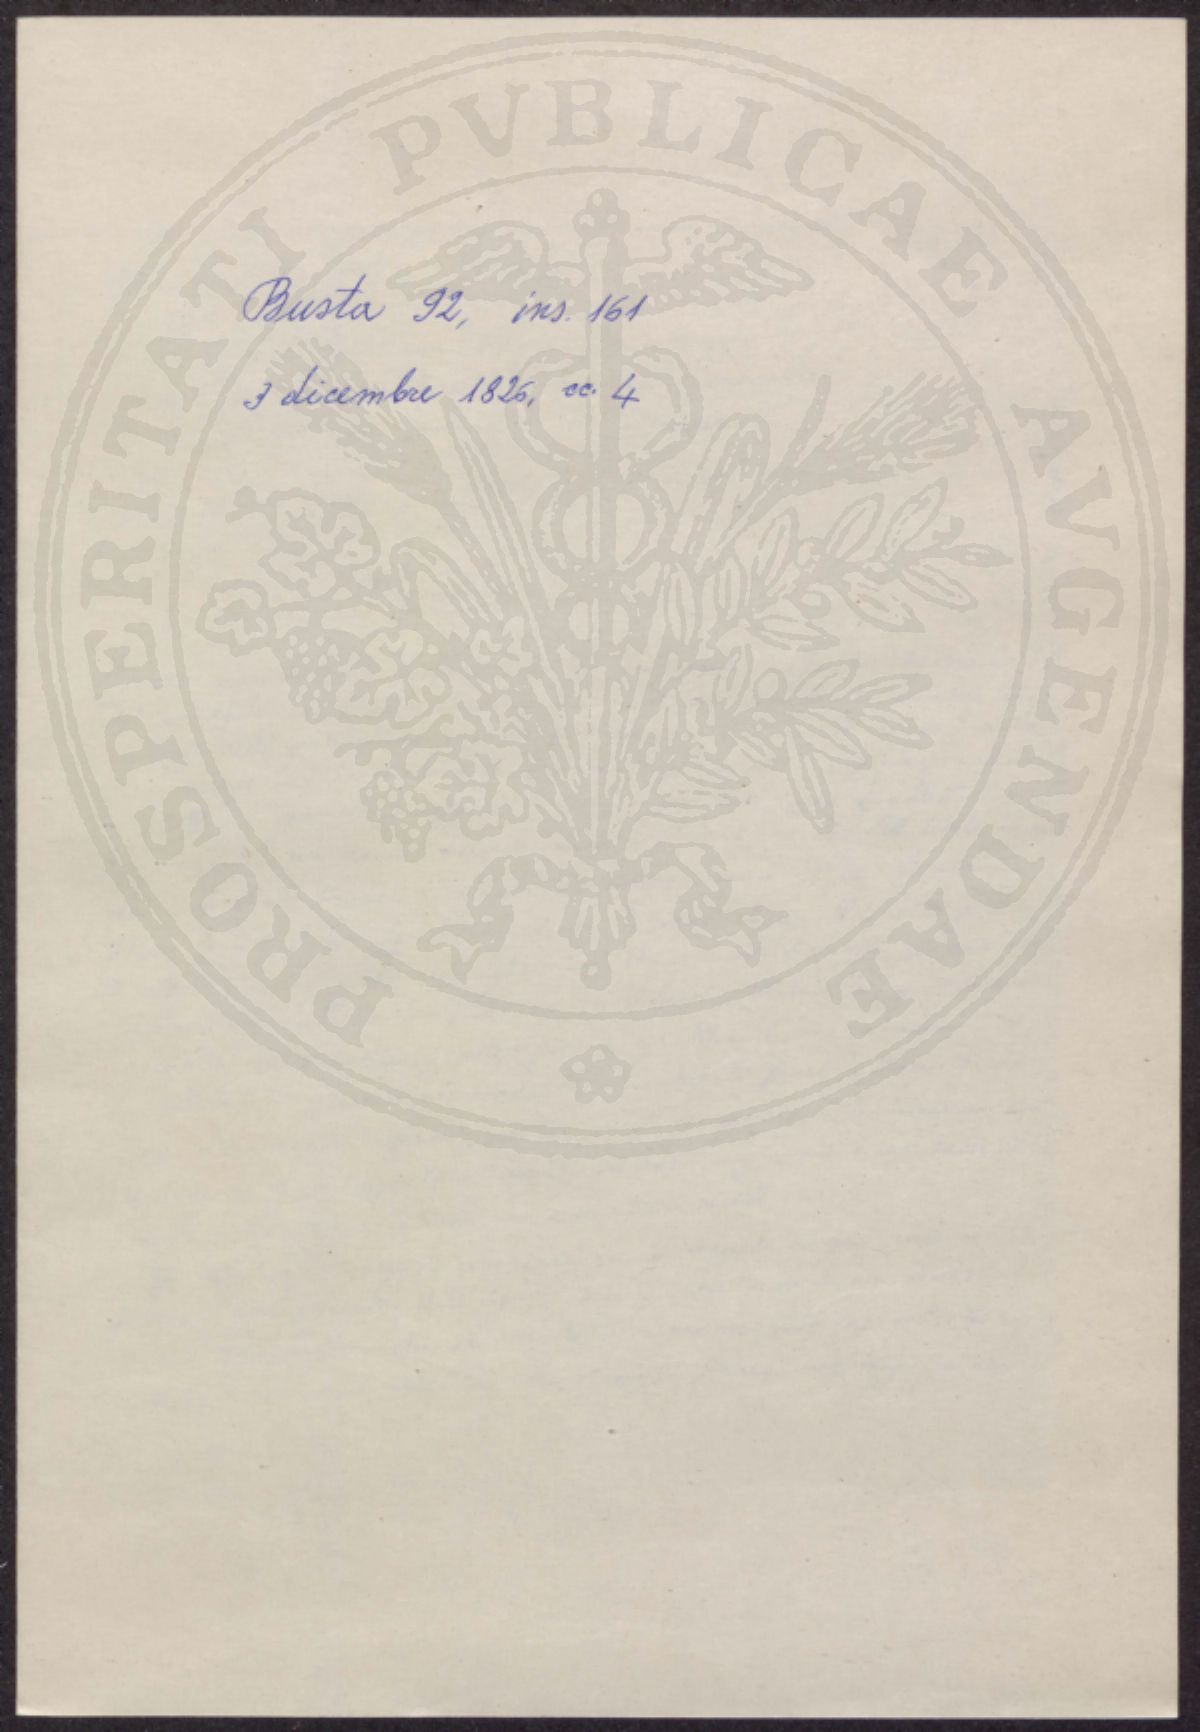 PROSPERITATI PVBLICAE AVGENDAE
Busta 92, ins. 161
3 dicembre 1826, cc. 4